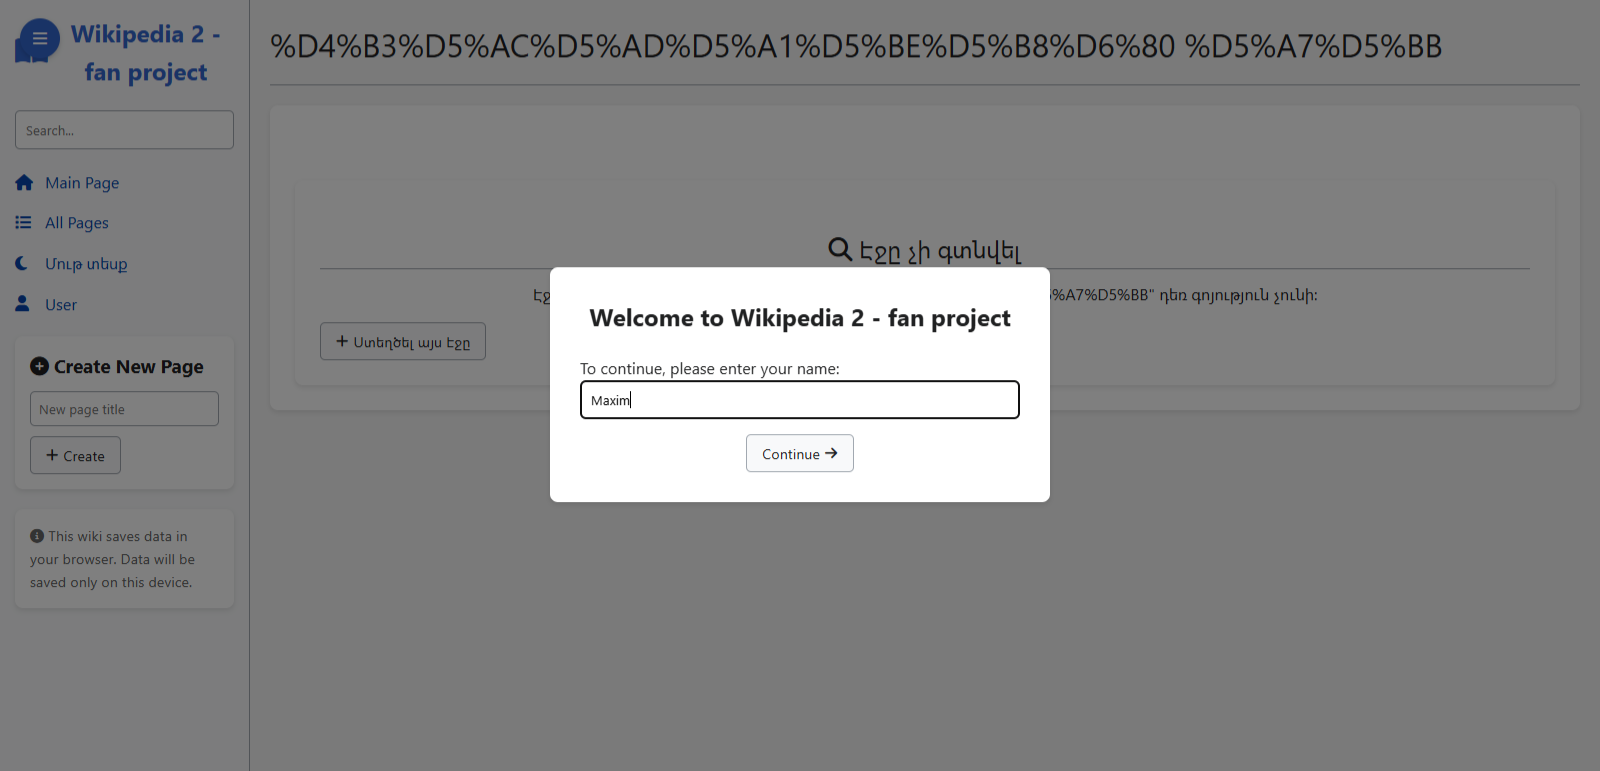 Wikipedia 2 -
fan project
Search...
Main Page
All Pages
Մութ տեսք
User
Create New Page
New page title
Create
This wiki saves data in
your browser. Data will be
saved only on this device.
%D4%B3%D5%AC%D5%AD%D5%A1%D5%BE%D5%B8%D6%80 %D5%A7%D5%BB
Էջը չի գտնվել
5%A7%D5%BB" դեռ գոյություն չունի:
Ստեղծել այս էջը
Welcome to Wikipedia 2 - fan project
To continue, please enter your name:
Maxim
Continue